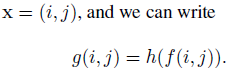 x = (i, j), and we can write
g(i, j) = h(f(i, j)).